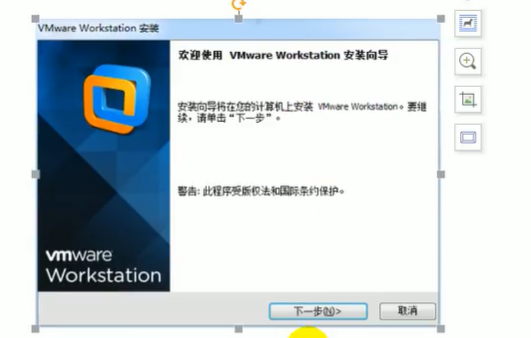 VMware Workstation 安装
欢迎使用 VMware Workstation 安装向导
安装向导将在您的计算机上安装 VMware Workstation。要继
续，请单击“下一步”。
警告: 此程序受版权法和国际条约保护。
vmware
Workstation
下一步(N)>
取消